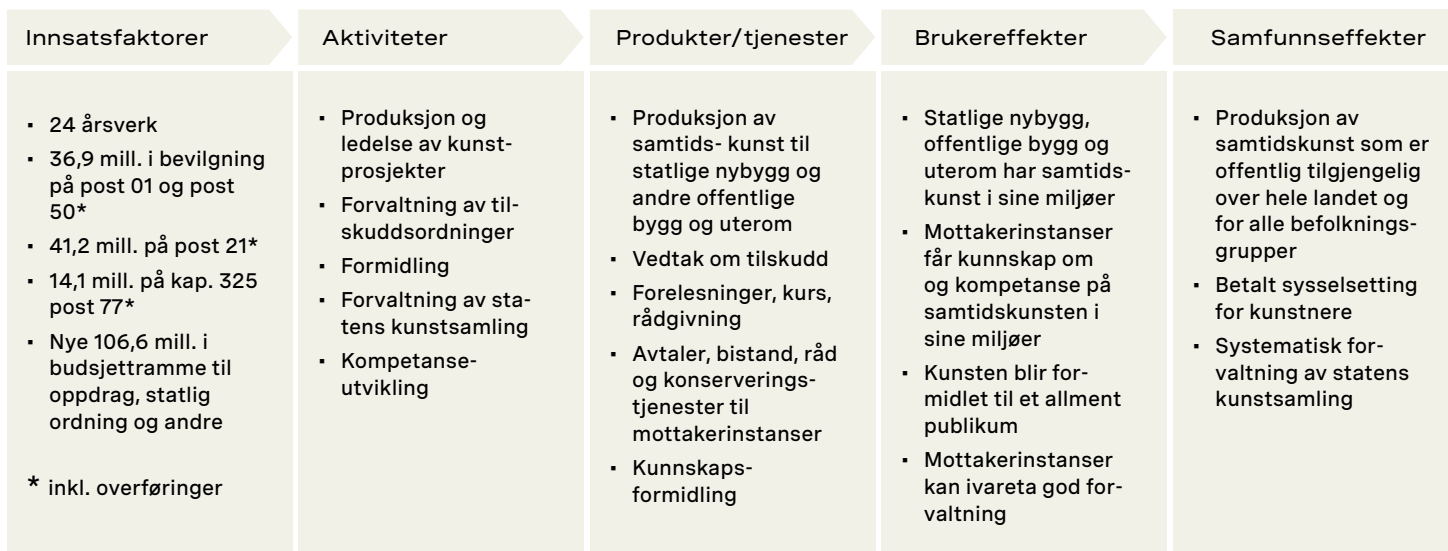 Innsatsfaktorer
▪ 24 årsverk
▪ 36,9 mill. i bevilgning
på post 01 og post
50*
▪ 41,2 mill. på post 21*
▪ 14,1 mill. på kap. 325
post 77*
▪ Nye 106,6 mill. i
budsjettramme til
oppdrag, statlig
ordning og andre
* inkl. overføringer
Aktiviteter
▪ Produksjon og
ledelse av kunst-
prosjekter
▪ Forvaltning av til-
skuddsordninger
▪ Formidling
▪ Forvaltning av sta-
tens kunstsamling
▪ Kompetanse-
utvikling
Produkter/tjenester
▪ Produksjon av
samtids- kunst til
statlige nybygg og
andre offentlige
bygg og uterom
▪ Vedtak om tilskudd
▪ Forelesninger, kurs,
rådgivning
▪ Avtaler, bistand, råd
og konserverings-
tjenester til
mottakerinstanser
▪ Kunnskaps-
formidling
Brukereffekter
▪ Statlige nybygg,
offentlige bygg og
uterom har samtids-
kunst i sine miljøer
▪ Mottakerinstanser
får kunnskap om
og kompetanse på
samtidskunsten i
sine miljøer
▪ Kunsten blir for-
midlet til et allment
publikum
▪ Mottakerinstanser
kan ivareta god for-
valtning
Samfunnseffekter
▪ Produksjon av
samtidskunst som er
offentlig tilgjengelig
over hele landet og
for alle befolknings-
grupper
▪ Betalt sysselsetting
for kunstnere
▪ Systematisk for-
valtning av statens
kunstsamling